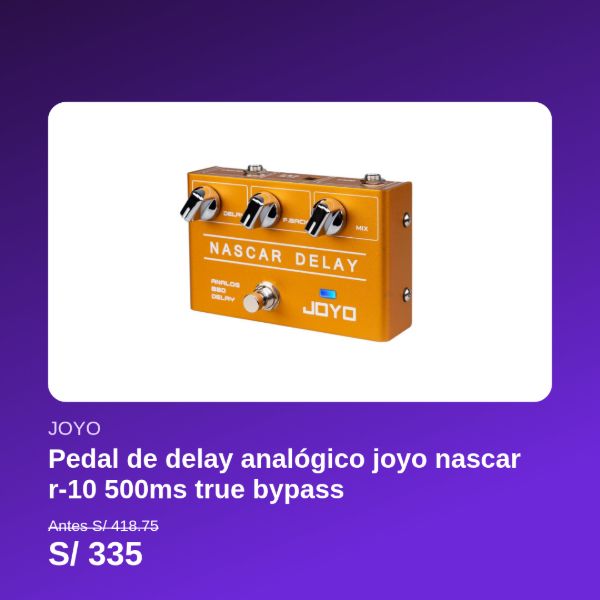 DELAY
F.BACK
MIX
NASCAR DELAY
ANALOG
BBD
DELAY
JOYO
JOYO
Pedal de delay analógico joyo nascar
r-10 500ms true bypass
Antes S/ 418.75
S/ 335